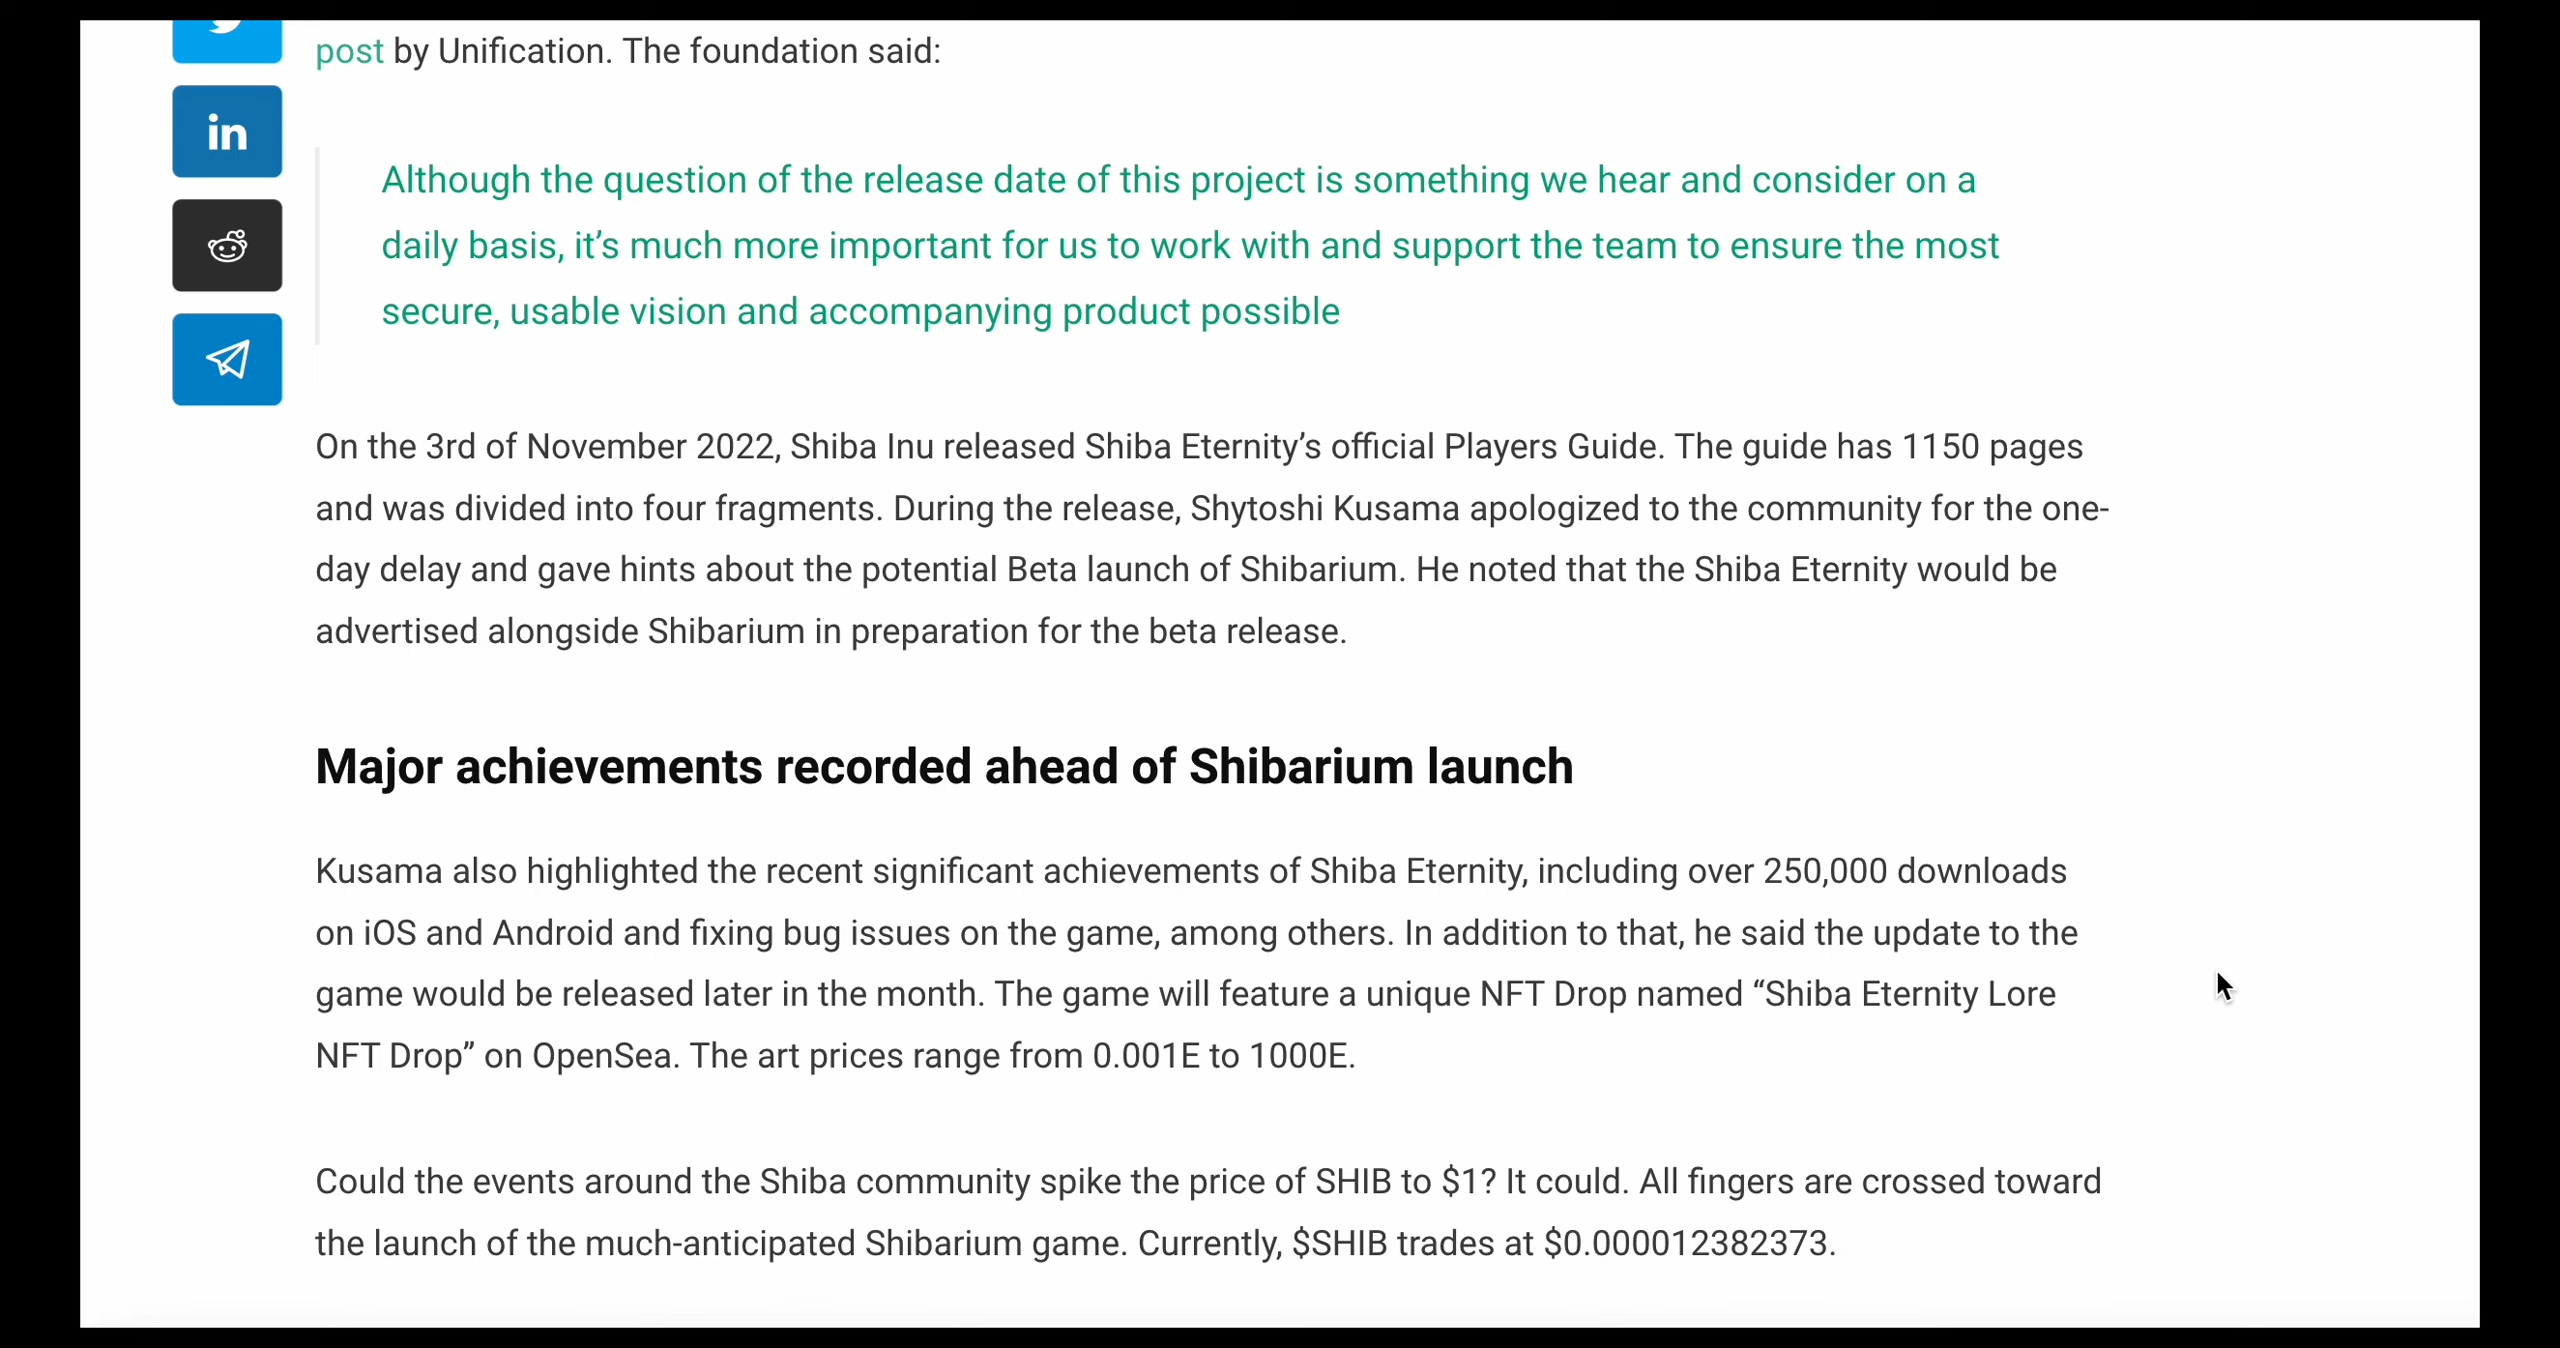 post by Unification. The foundation said:
in
Although the question of the release date of this project is something we hear and consider on a
daily basis, it’s much more important for us to work with and support the team to ensure the most
secure, usable vision and accompanying product possible
On the 3rd of November 2022, Shiba Inu released Shiba Eternity’s official Players Guide. The guide has 1150 pages
and was divided into four fragments. During the release, Shytoshi Kusama apologized to the community for the one-
day delay and gave hints about the potential Beta launch of Shibarium. He noted that the Shiba Eternity would be
advertised alongside Shibarium in preparation for the beta release.
Major achievements recorded ahead of Shibarium launch
Kusama also highlighted the recent significant achievements of Shiba Eternity, including over 250,000 downloads
on iOS and Android and fixing bug issues on the game, among others. In addition to that, he said the update to the
game would be released later in the month. The game will feature a unique NFT Drop named “Shiba Eternity Lore
NFT Drop” on OpenSea. The art prices range from 0.001E to 1000E.
Could the events around the Shiba community spike the price of SHIB to $1? It could. All fingers are crossed toward
the launch of the much-anticipated Shibarium game. Currently, $SHIB trades at $0.000012382373.